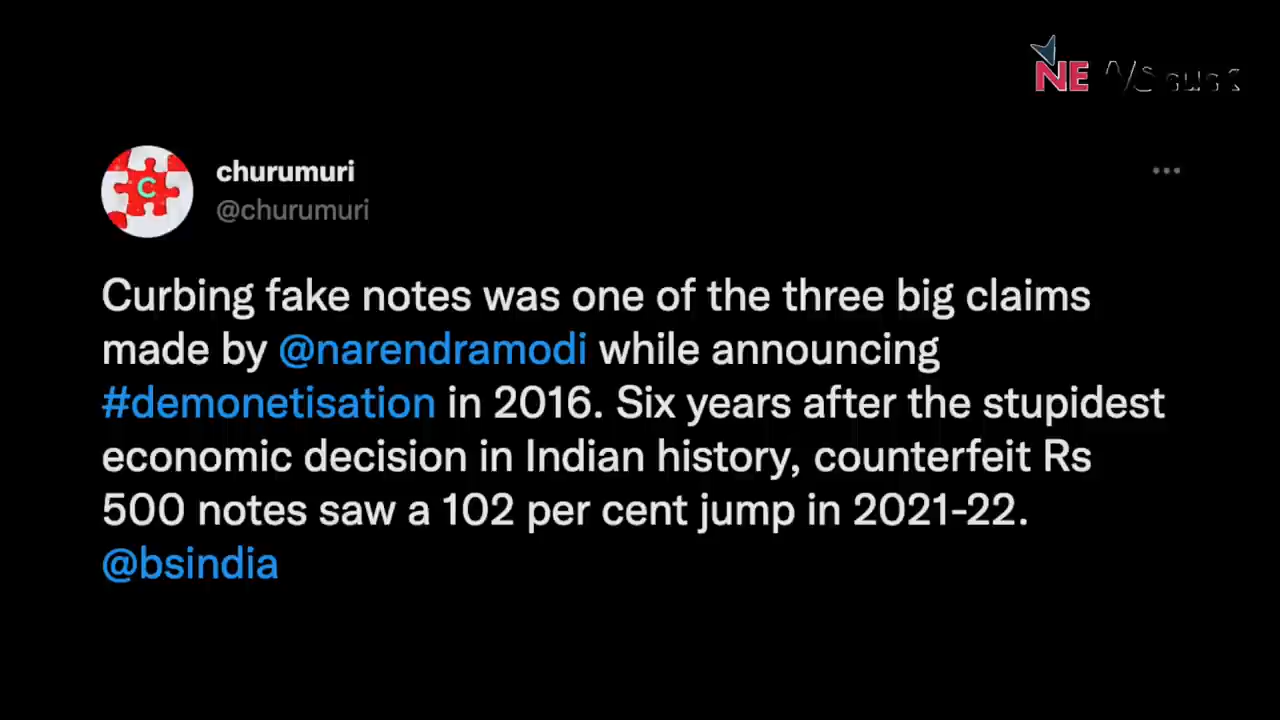 NE
churumuri
@churumuri
Curbing fake notes was one of the three big claims
made by @narendramodi while announcing
#demonetisation in 2016. Six years after the stupidest
economic decision in Indian history, counterfeit Rs
500 notes saw a 102 per cent jump in 2021-22.
@bsindia